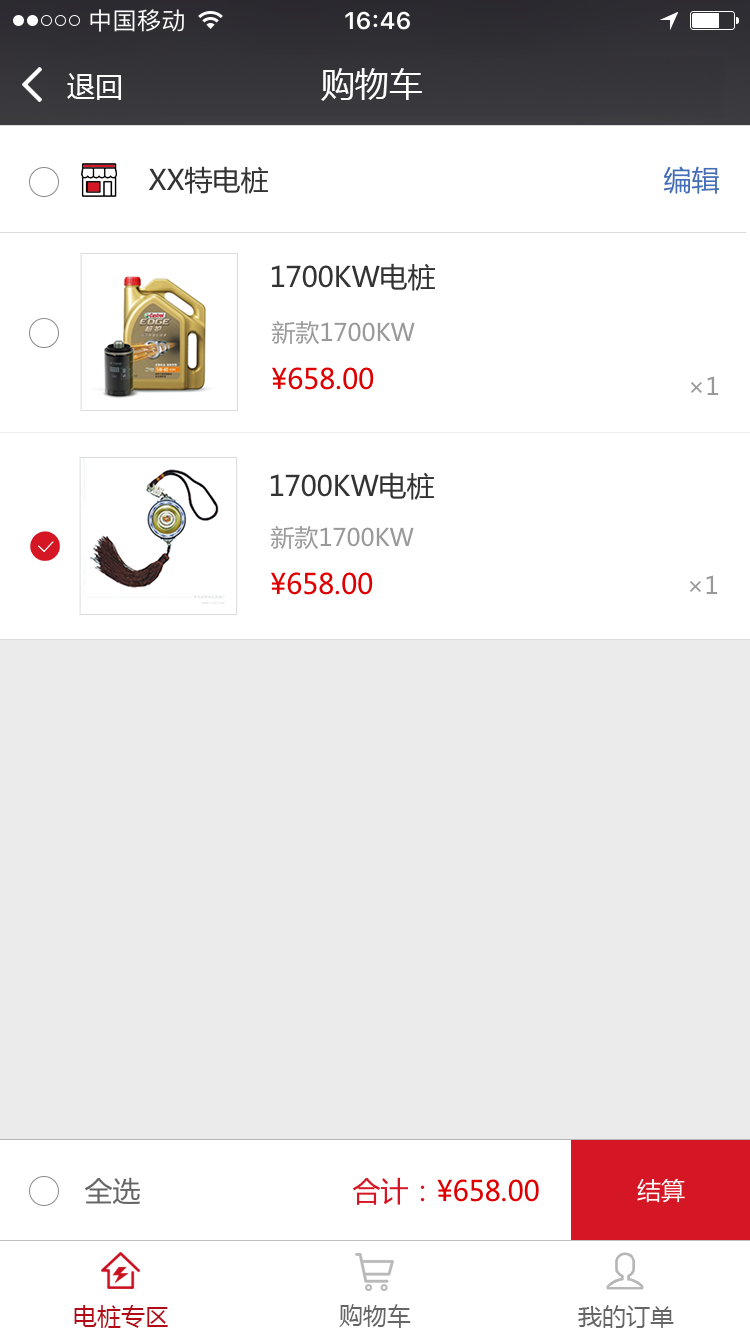 中国移动
16:46
退回
购物车
XX特电桩
编辑
1700KW电桩
新款1700KW
¥658.00
×1
Castrol
EDGE
1700KW电桩
新款1700KW
¥658.00
×1
全选
合计：¥658.00
结算
电桩专区
购物车
我的订单